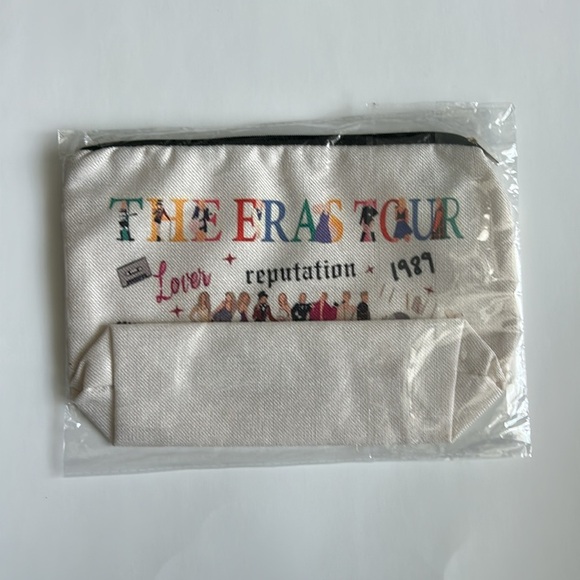 THE ERAS TOUR
Lover reputation 1989